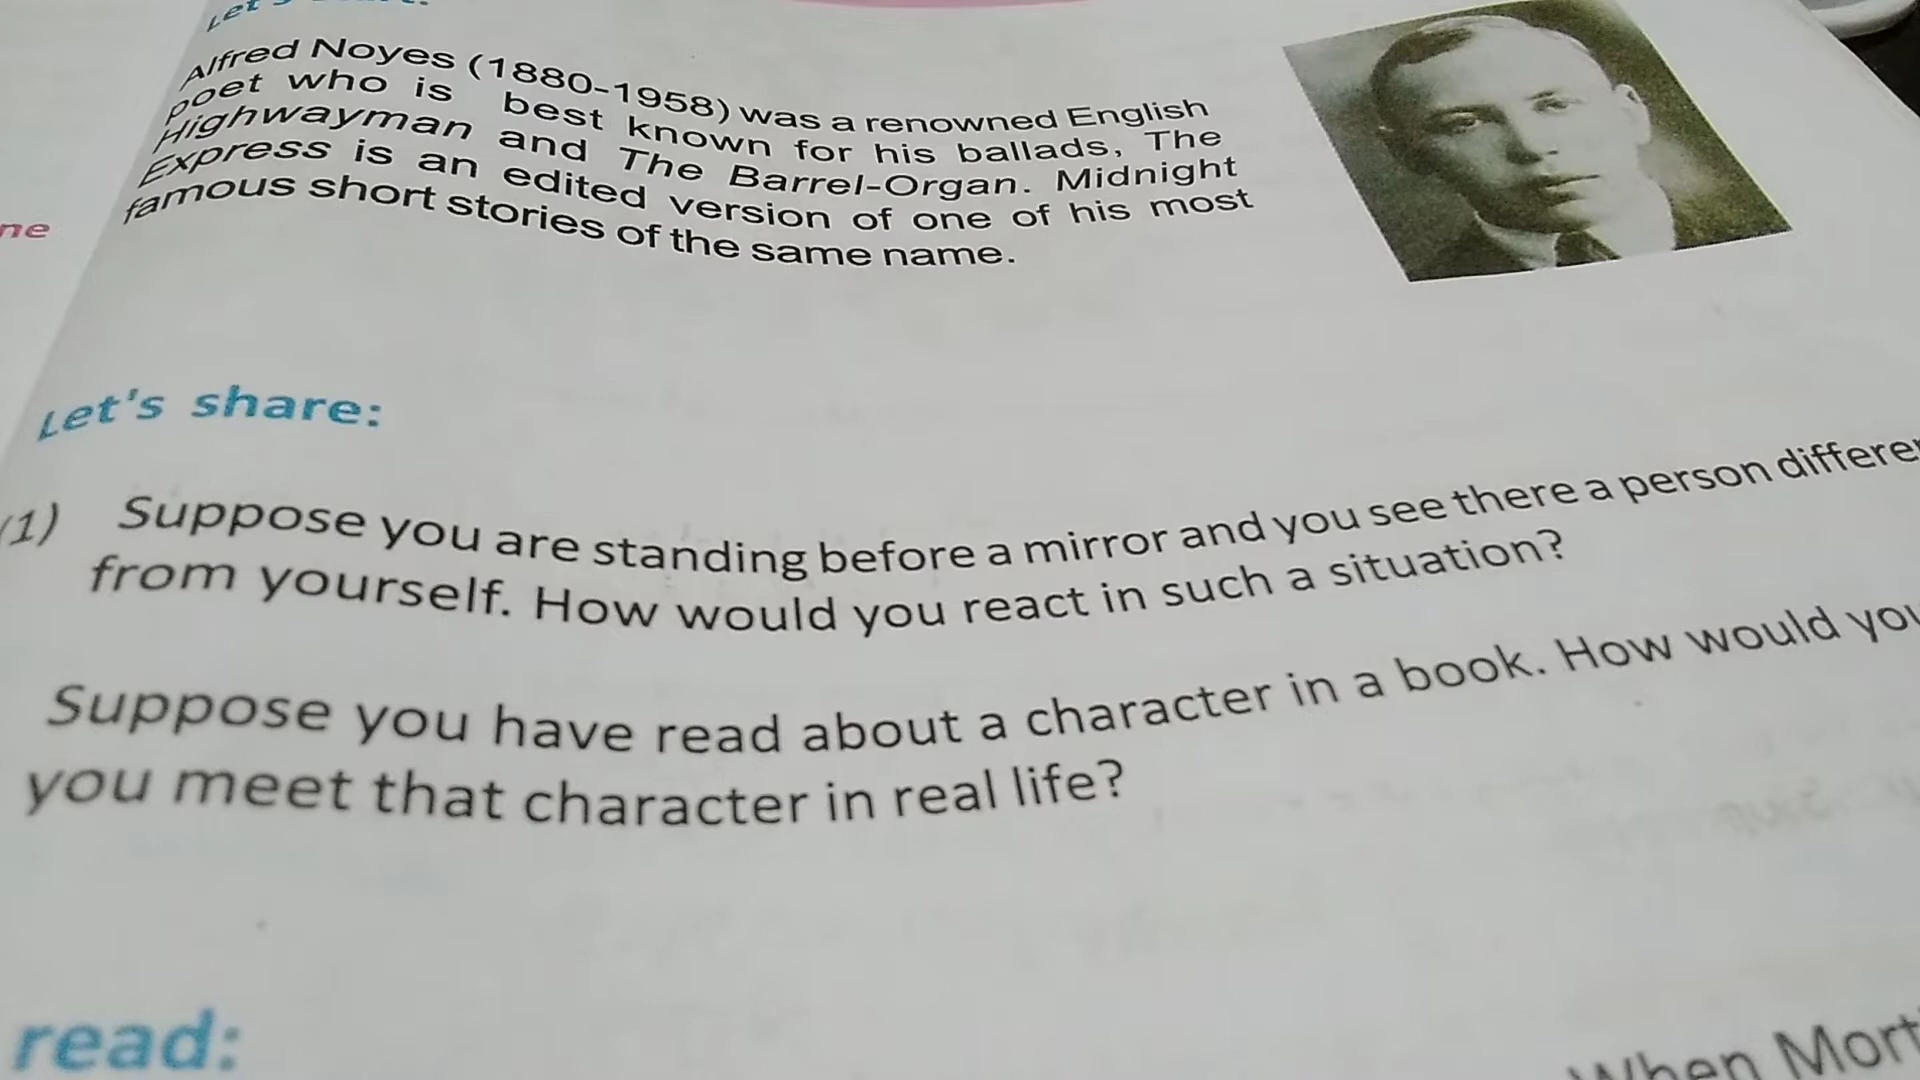 Let's
Alfred Noyes (1880-1958) was a renowned English
poet who is best known for his ballads, The
Highwayman and The Barrel-Organ. Midnight
Express is an edited version of one of his most
famous short stories of the same name.
ne
Let's share:
(1) Suppose you are standing before a mirror and you see there a person differe
from yourself. How would you react in such a situation?
Suppose you have read about a character in a book. How would you
you meet that character in real life?
read:
When Mort